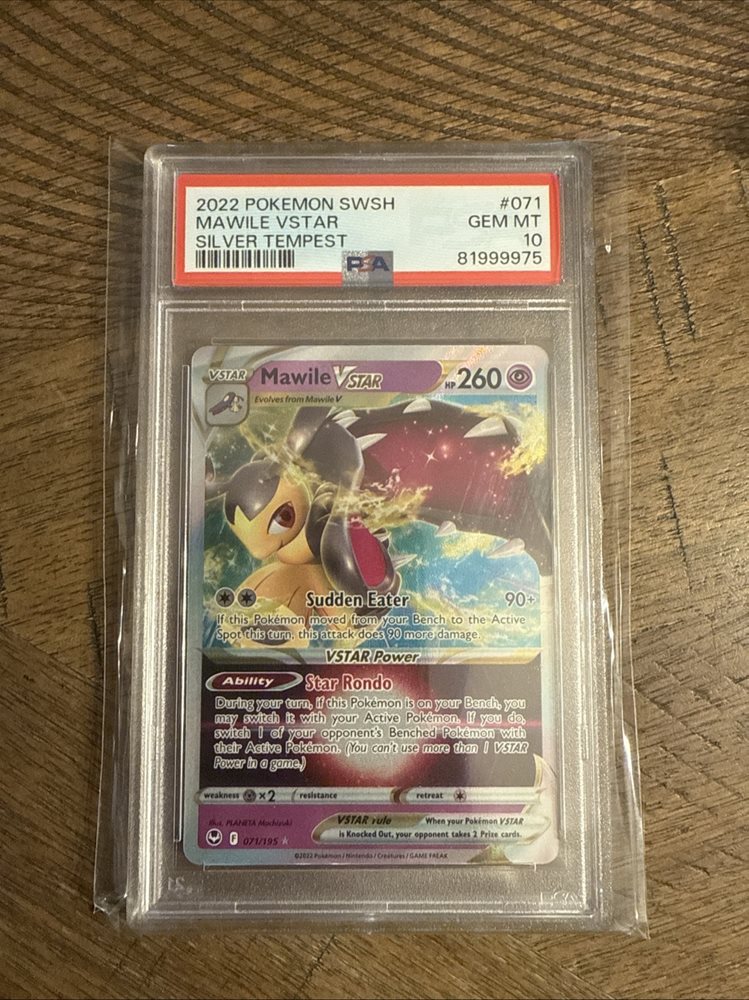 2022 POKEMON SWSH #071
MAWILE VSTAR GEM MT
SILVER TEMPEST 10
PSA 81999975
VSTAR Mawile VSTAR HP 260
Evolves from Mawile V
Sudden Eater 90+
If this Pokémon moved from your Bench to the Active
Spot this turn, this attack does 90 more damage.
VSTAR Power
Ability Star Rondo
During your turn, if this Pokémon is on your Bench, you
may switch it with your Active Pokémon. If you do,
switch 1 of your opponent's Benched Pokémon with
their Active Pokémon. (You can't use more than 1 VSTAR
Power in a game.)
weakness ×2 resistance retreat
Illus. PLANETA Mochizuki
VSTAR rule When your Pokémon VSTAR
is Knocked Out, your opponent takes 2 Prize cards.
F 071/195
©2022 Pokémon / Nintendo / Creatures / GAME FREAK